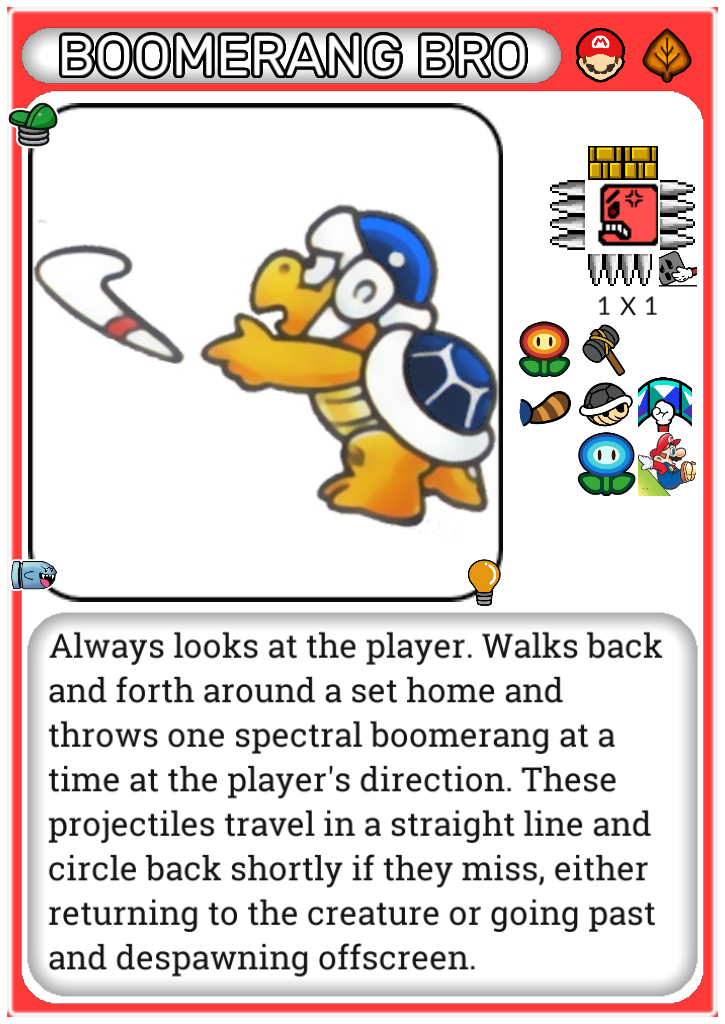 BOOMERANG BRO
1 X 1
Always looks at the player. Walks back
and forth around a set home and
throws one spectral boomerang at a
time at the player's direction. These
projectiles travel in a straight line and
circle back shortly if they miss, either
returning to the creature or going past
and despawning offscreen.